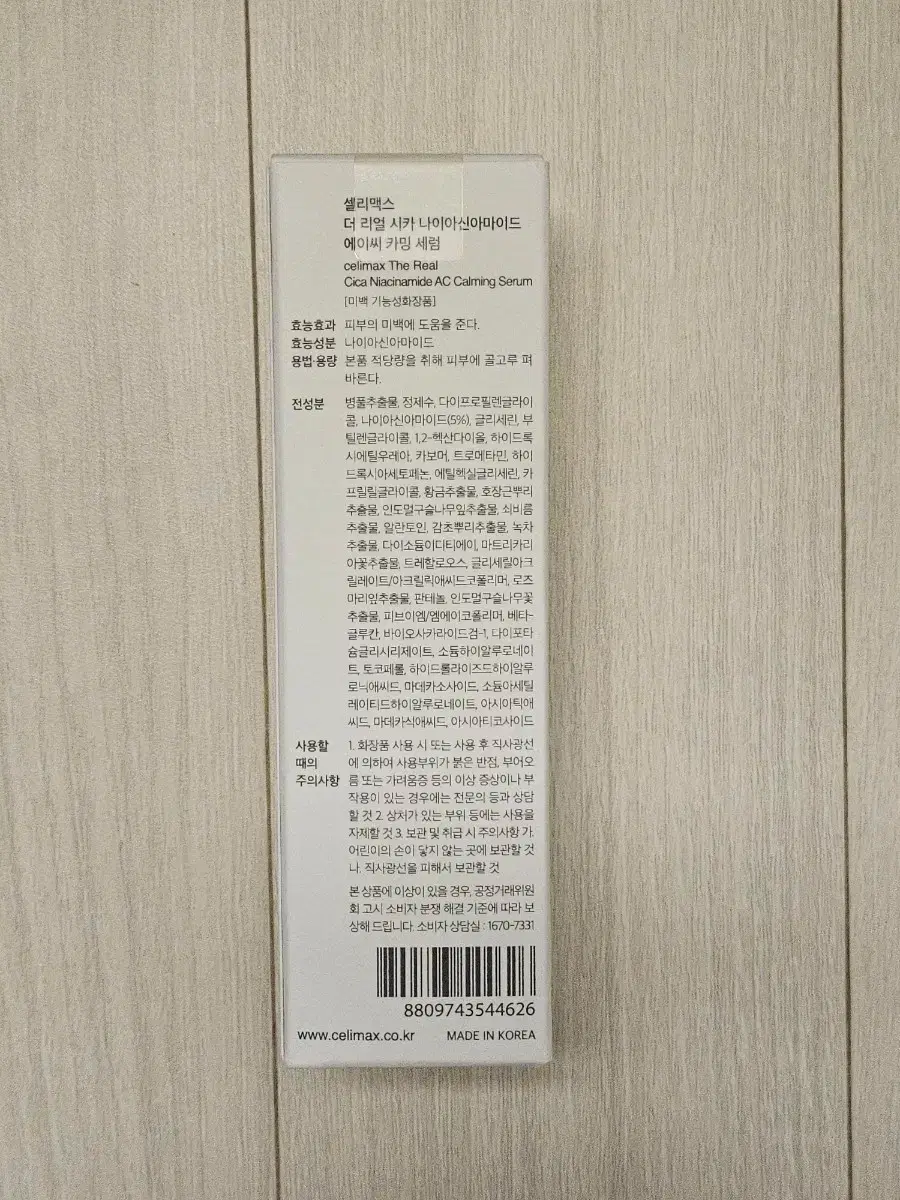 셀리맥스
더 리얼 시카 나이아신아마이드
에이씨 카밍 세럼
celimax The Real
Cica Niacinamide AC Calming Serum
[미백 기능성화장품]
효능효과 피부의 미백에 도움을 준다.
효능성분 나이아신아마이드
용법·용량 본품 적당량을 취해 피부에 골고루 펴
바른다.
전성분 병풀추출물, 정제수, 다이프로필렌글라이
콜, 나이아신아마이드(5%), 글리세린, 부
틸렌글라이콜, 1,2-헥산다이올, 하이드록
시에틸우레아, 카보머, 트로메타민, 하이
드록시아세토페논, 에틸헥실글리세린, 카
프릴릴글라이콜, 황금추출물, 호장근뿌리
추출물, 인도멀구슬나무잎추출물, 쇠비름
추출물, 알란토인, 감초뿌리추출물, 녹차
추출물, 다이소듐이디티에이, 마트리카리
아꽃추출물, 트레할로오스, 글리세릴아크
릴레이트/아크릴릭애씨드코폴리머, 로즈
마리잎추출물, 판테놀, 인도멀구슬나무꽃
추출물, 피브이엠/엠에이코폴리머, 베타-
글루칸, 바이오사카라이드검-1, 다이포타
슘글리시리제이트, 소듐하이알루로네이
트, 토코페롤, 하이드롤라이즈드하이알루
로닉애씨드, 마데카소사이드, 소듐아세틸
레이티드하이알루로네이트, 아시아틱애
씨드, 마데카식애씨드, 아시아티코사이드
사용할 1. 화장품 사용 시 또는 사용 후 직사광선
때의 에 의하여 사용부위가 붉은 반점, 부어오
주의사항 름 또는 가려움증 등의 이상 증상이나 부
작용이 있는 경우에는 전문의 등과 상담
할 것 2. 상처가 있는 부위 등에는 사용을
자제할 것 3. 보관 및 취급 시 주의사항 가.
어린이의 손이 닿지 않는 곳에 보관할 것
나. 직사광선을 피해서 보관할 것
본 상품에 이상이 있을 경우, 공정거래위원
회 고시 소비자 분쟁 해결 기준에 따라 보
상해 드립니다. 소비자 상담실 : 1670-7331
8809743544626
www.celimax.co.kr MADE IN KOREA